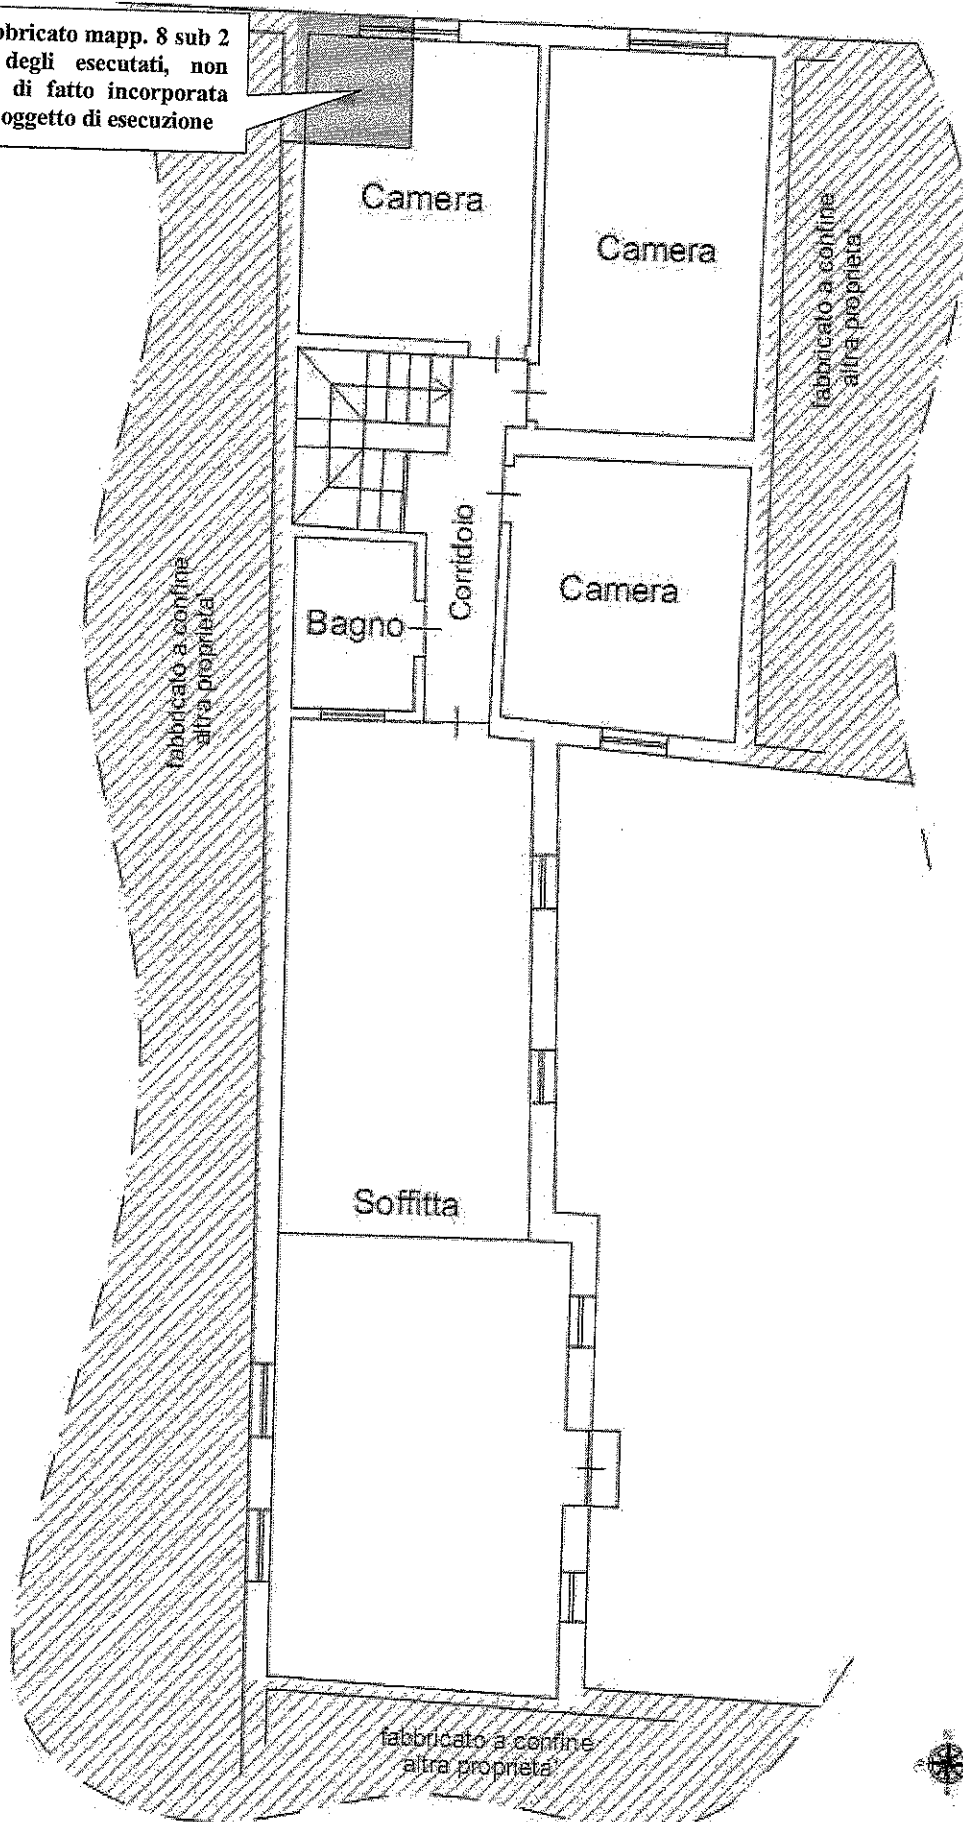 fabbricato mapp. 8 sub 2
degli esecutati, non
di fatto incorporata
oggetto di esecuzione
Camera
Camera
fabbricato a confine
altra proprieta'
Corridoio
Camera
Bagno
fabbricato a confine
altra proprieta'
Soffitta
fabbricato a confine
altra proprieta'